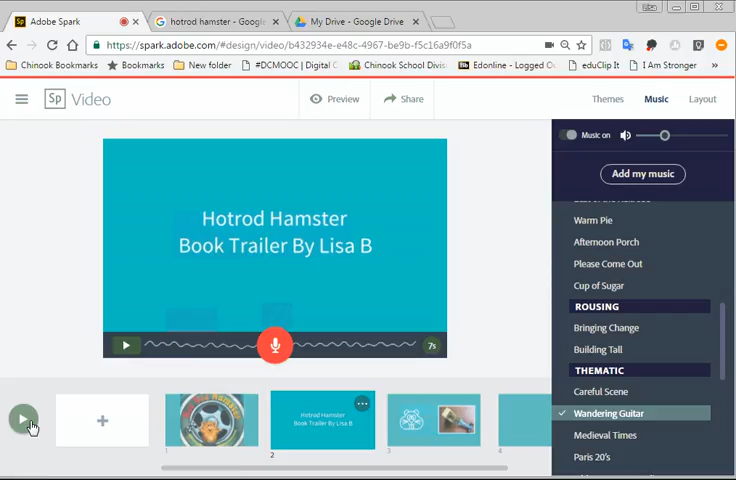 Lisa
Adobe Spark
hotrod hamster - Google
My Drive - Google Drive
https://spark.adobe.com/#design/video/b432934e-e48c-4967-be9b-f5c16a9f0f5a
Chinook Bookmarks
Bookmarks
New folder
#DCMOOC | Digital C
Chinook School Divis
Edonline - Logged O
eduClip It
I Am Stronger
»
Sp Video
Preview
Share
Themes
Music
Layout
Music on
Add my music
Warm Pie
Afternoon Porch
Please Come Out
Cup of Sugar
ROUSING
Bringing Change
Building Tall
THEMATIC
Careful Scene
Wandering Guitar
Medieval Times
Paris 20's
Hotrod Hamster
Book Trailer By Lisa B
7s
+
Hotrod Hamster
Book Trailer By Lisa B
1
2
3
4